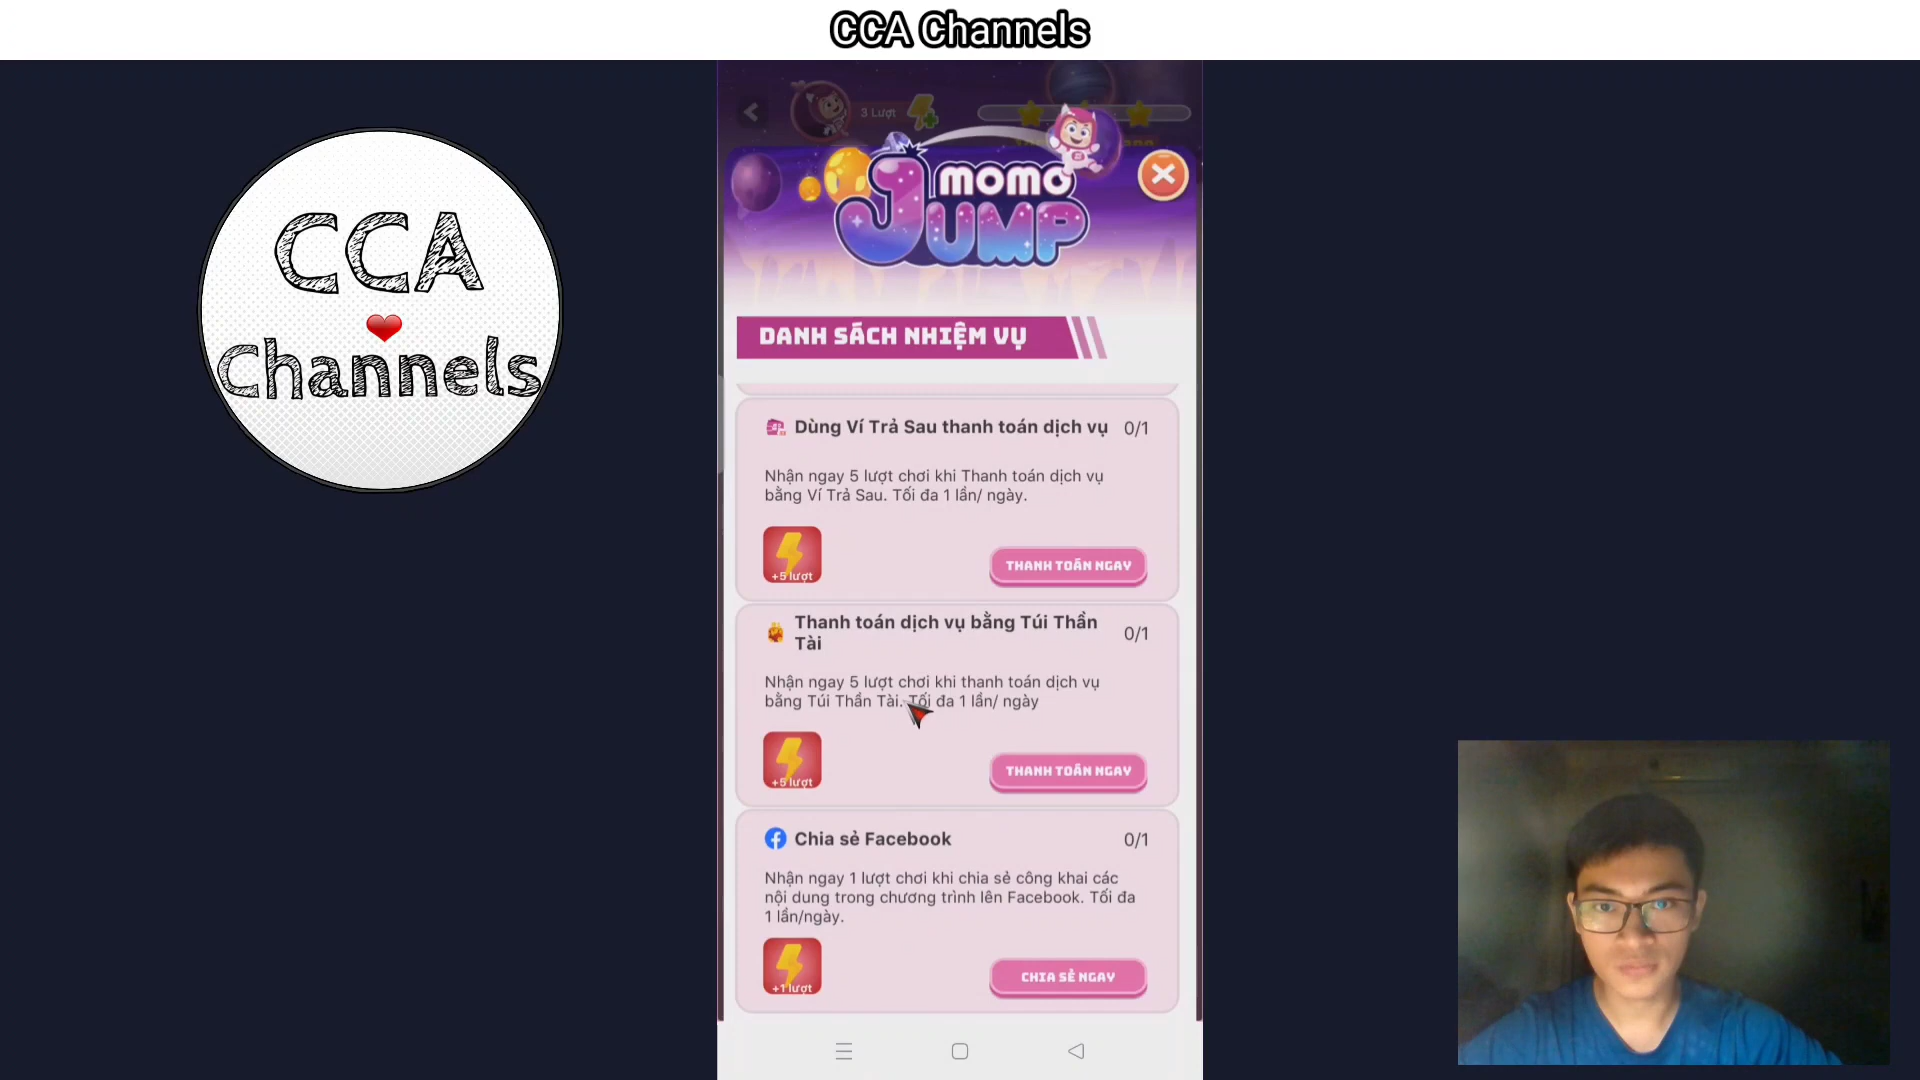 CCA Channels
CCA
Channels
3 Lượt
momo
JUMP
DANH SÁCH NHIỆM VỤ
Dùng Ví Trả Sau thanh toán dịch vụ 0/1
Nhận ngay 5 lượt chơi khi Thanh toán dịch vụ
bằng Ví Trả Sau. Tối đa 1 lần/ ngày.
+5 lượt
THANH TOÁN NGAY
Thanh toán dịch vụ bằng Túi Thần
Tài
0/1
Nhận ngay 5 lượt chơi khi thanh toán dịch vụ
bằng Túi Thần Tài. Tối đa 1 lần/ ngày
+5 lượt
THANH TOÁN NGAY
Chia sẻ Facebook 0/1
Nhận ngay 1 lượt chơi khi chia sẻ công khai các
nội dung trong chương trình lên Facebook. Tối đa
1 lần/ngày.
+1 lượt
CHIA SẺ NGAY